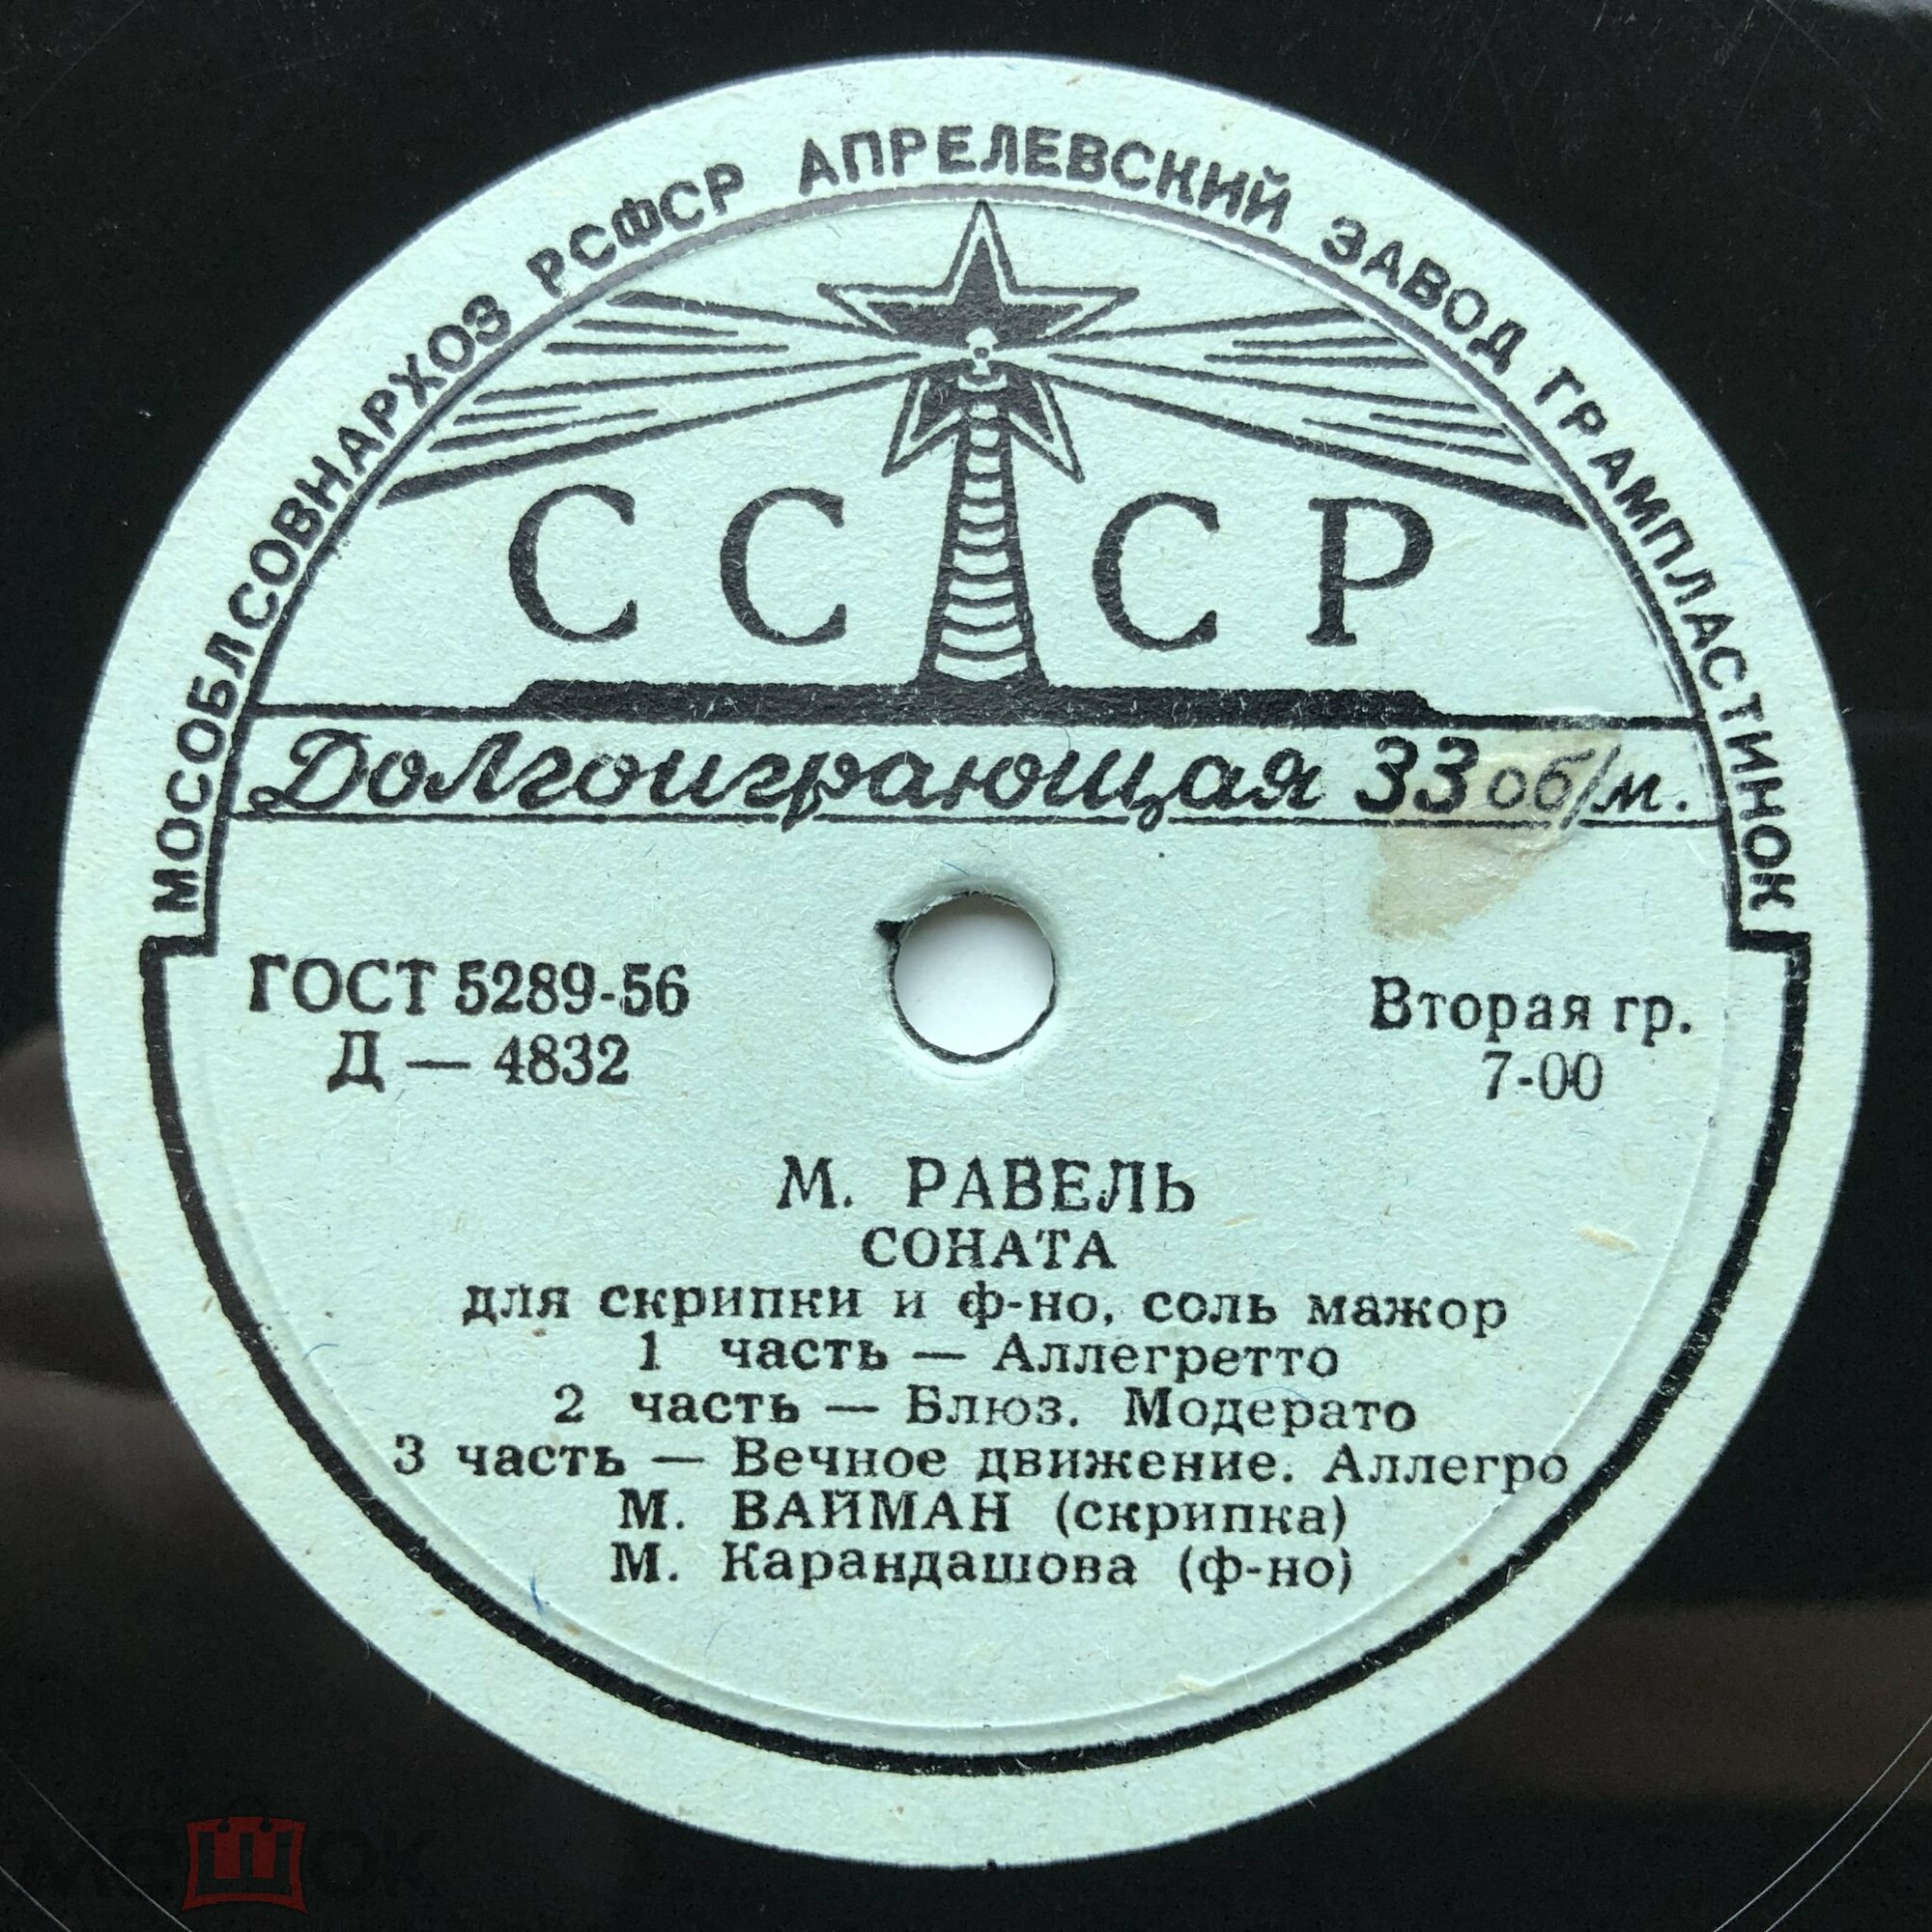 МОСОБЛСОВНАРХОЗ РСФСР АПРЕЛЕВСКИЙ ЗАВОД ГРАМПЛАСТИНОК
СССР
Долгоиграющая 33 об/м.
ГОСТ 5289-56
Д — 4832
Вторая гр.
7-00
М. РАВЕЛЬ
СОНАТА
для скрипки и ф-но, соль мажор
1 часть — Аллегретто
2 часть — Блюз. Модерато
3 часть — Вечное движение. Аллегро
М. ВАЙМАН (скрипка)
М. Карандашова (ф-но)
мешок